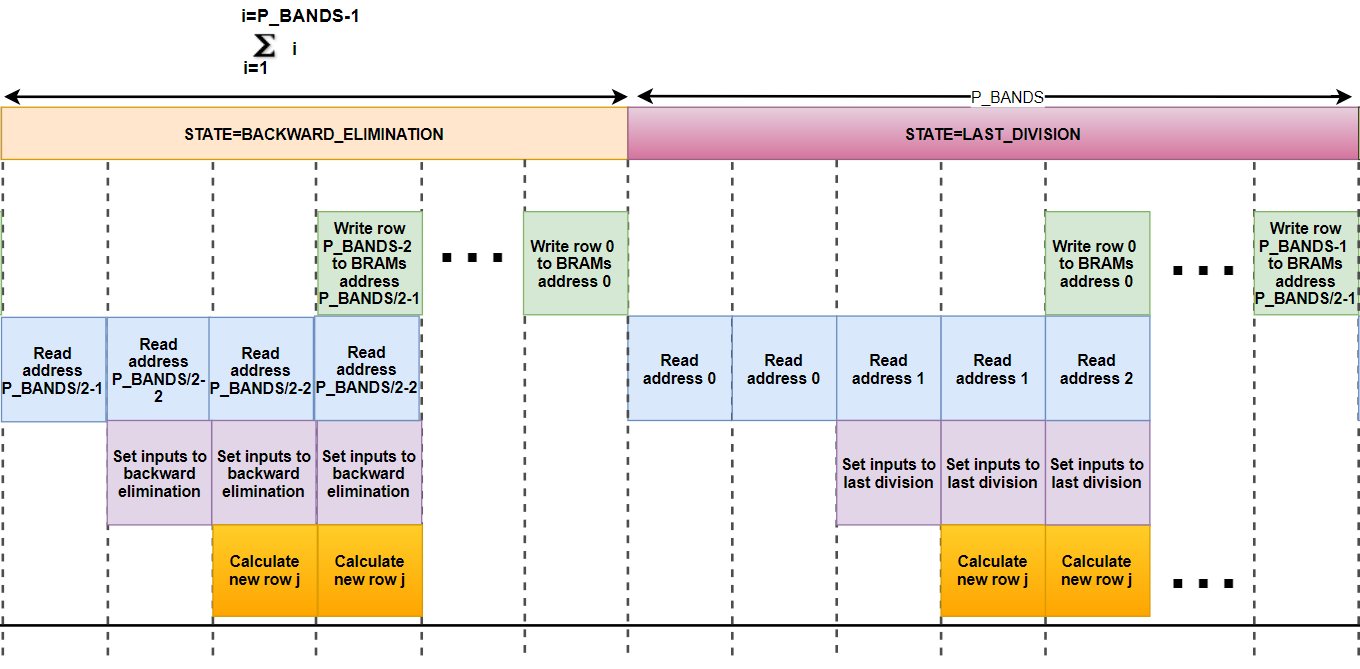 i=P_BANDS-1
Σ i
i=1
P_BANDS
STATE=BACKWARD_ELIMINATION
STATE=LAST_DIVISION
Write row
P_BANDS-2
to BRAMs
address
P_BANDS/2-1
Write row 0
to BRAMs
address 0
Write row 0
to BRAMs
address 0
Write row
P_BANDS-1
to BRAMs
address
P_BANDS/2-1
Read
address
P_BANDS/2-1
Read
address
P_BANDS/2-
2
Read
address
P_BANDS/2-2
Read
address
P_BANDS/2-2
Read
address 0
Read
address 0
Read
address 1
Read
address 1
Read
address 2
Set inputs to
backward
elimination
Set inputs to
backward
elimination
Set inputs to
backward
elimination
Set inputs to
last division
Set inputs to
last division
Set inputs to
last division
Calculate
new row j
Calculate
new row j
Calculate
new row j
Calculate
new row j